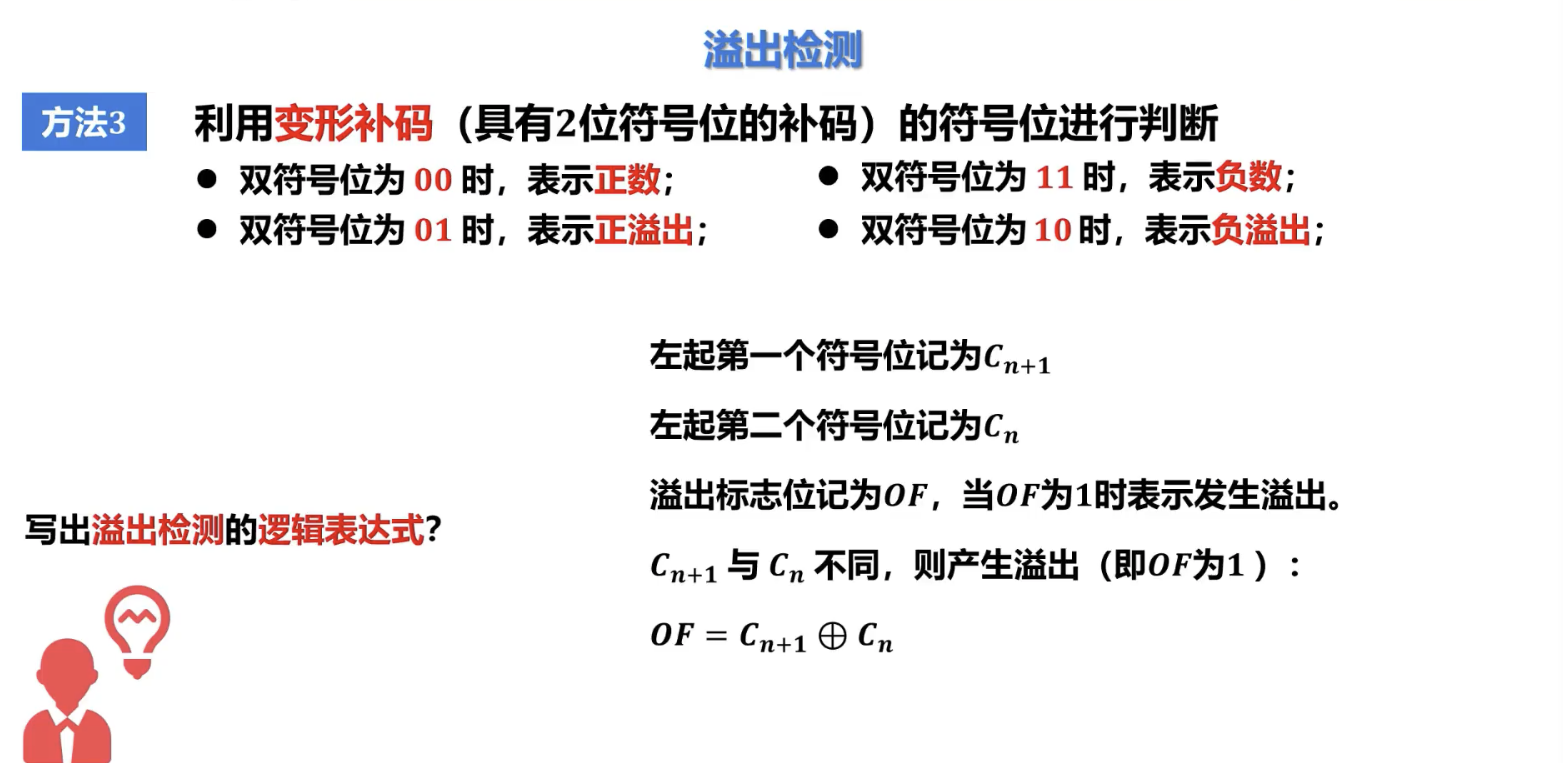 溢出检测
方法3
利用变形补码（具有2位符号位的补码）的符号位进行判断
● 双符号位为 00 时，表示正数；
● 双符号位为 11 时，表示负数；
● 双符号位为 01 时，表示正溢出；
● 双符号位为 10 时，表示负溢出；
左起第一个符号位记为Cₙ₊₁
左起第二个符号位记为Cₙ
溢出标志位记为OF，当OF为1时表示发生溢出。
写出溢出检测的逻辑表达式？
Cₙ₊₁ 与 Cₙ 不同，则产生溢出（即OF为1 ）：
OF = Cₙ₊₁ ⊕ Cₙ